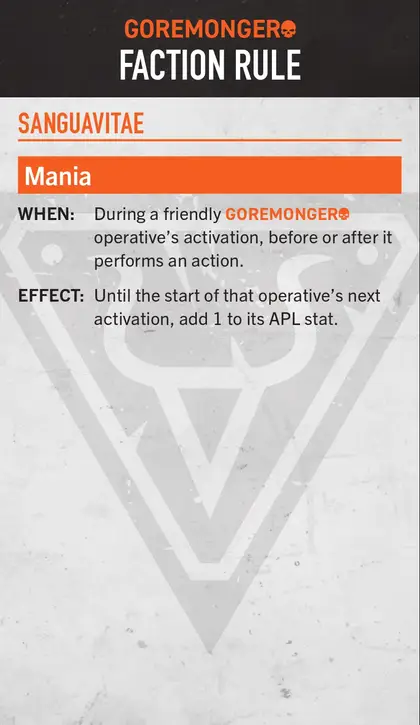 GOREMONGER
FACTION RULE
SANGUAVITAE
Mania
WHEN: During a friendly GOREMONGER
operative’s activation, before or after it
performs an action.
EFFECT: Until the start of that operative’s next
activation, add 1 to its APL stat.